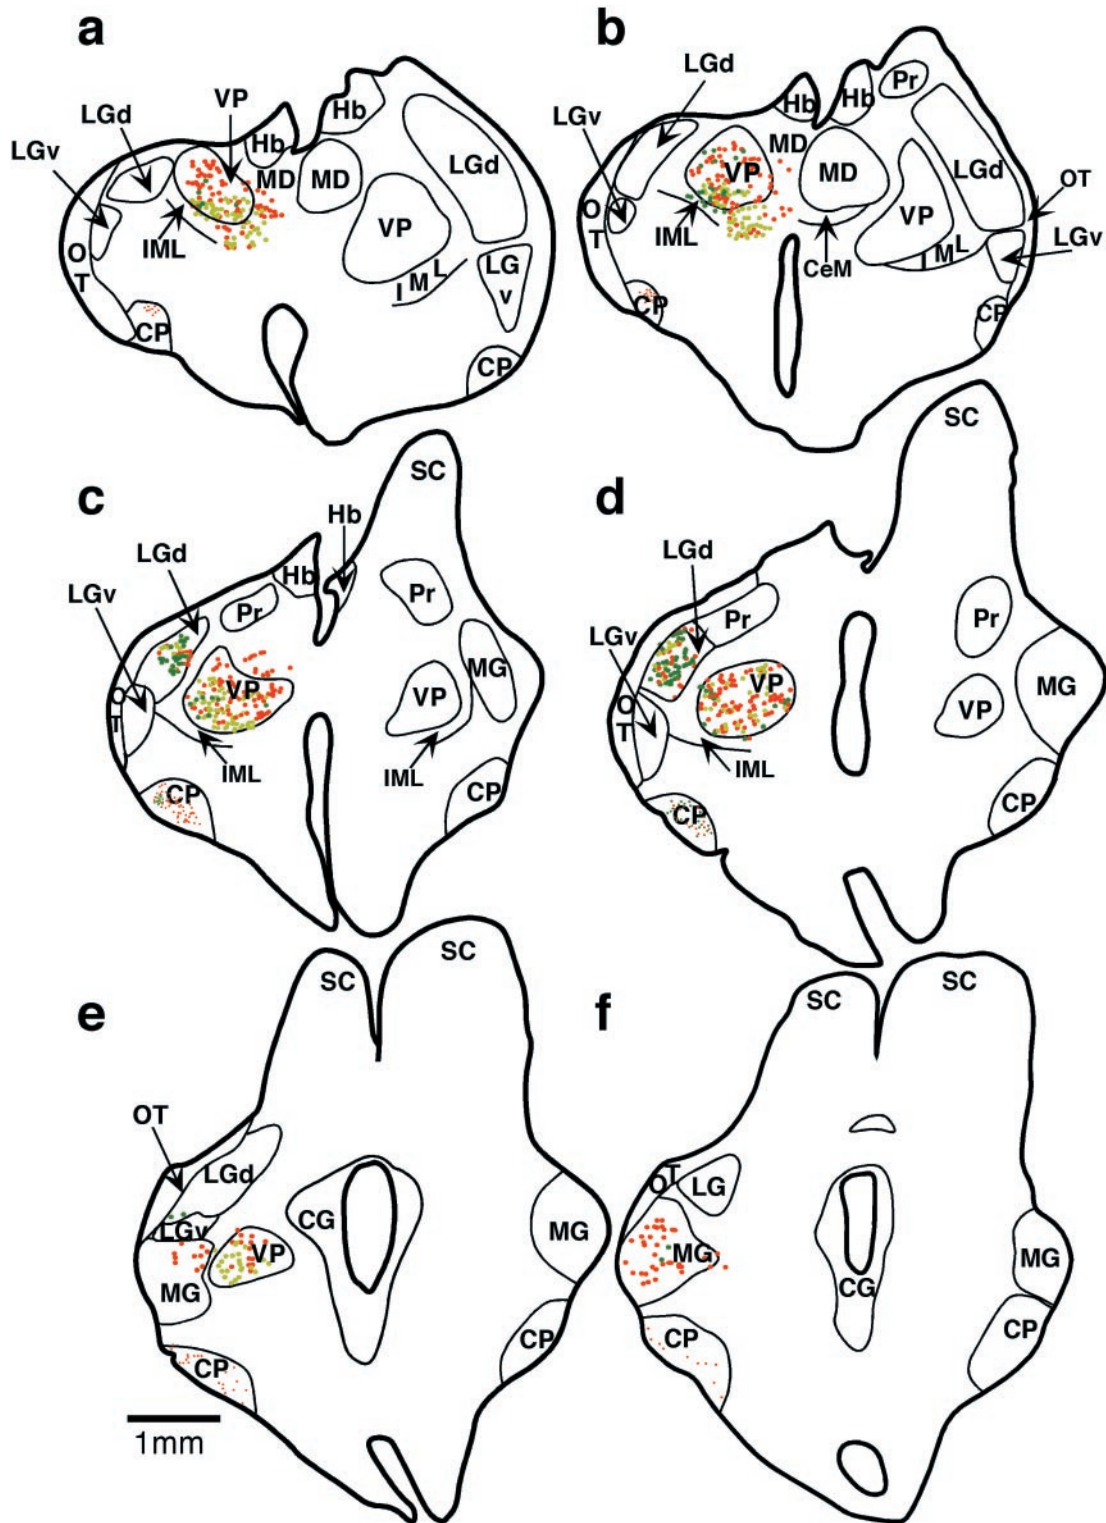 a
LGd
VP
Hb
LGv
Hb
MD
MD
LGd
O
T
IML
VP
I M L
LG
v
CP
CP
b
LGd
Hb
Hb
Pr
LGv
MD
VP
MD
LGd
OT
O
T
IML
VP
CeM
I M L
LGv
CP
CP
c
SC
Hb
LGd
Hb
LGv
Pr
Pr
O
T
VP
VP
MG
IML
IML
CP
CP
d
SC
LGd
LGv
Pr
Pr
O
T
VP
VP
MG
IML
CP
CP
e
SC
SC
OT
LGd
LGv
VP
CG
MG
MG
CP
CP
1mm
f
SC
SC
OT
LG
MG
CG
MG
CP
CP